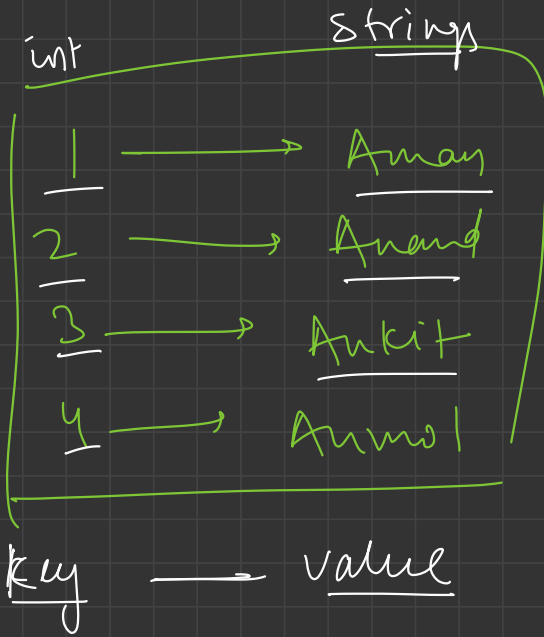 int strings
1 → Aman
2 → Anand
3 → Ankit
4 → Anmol
key → value